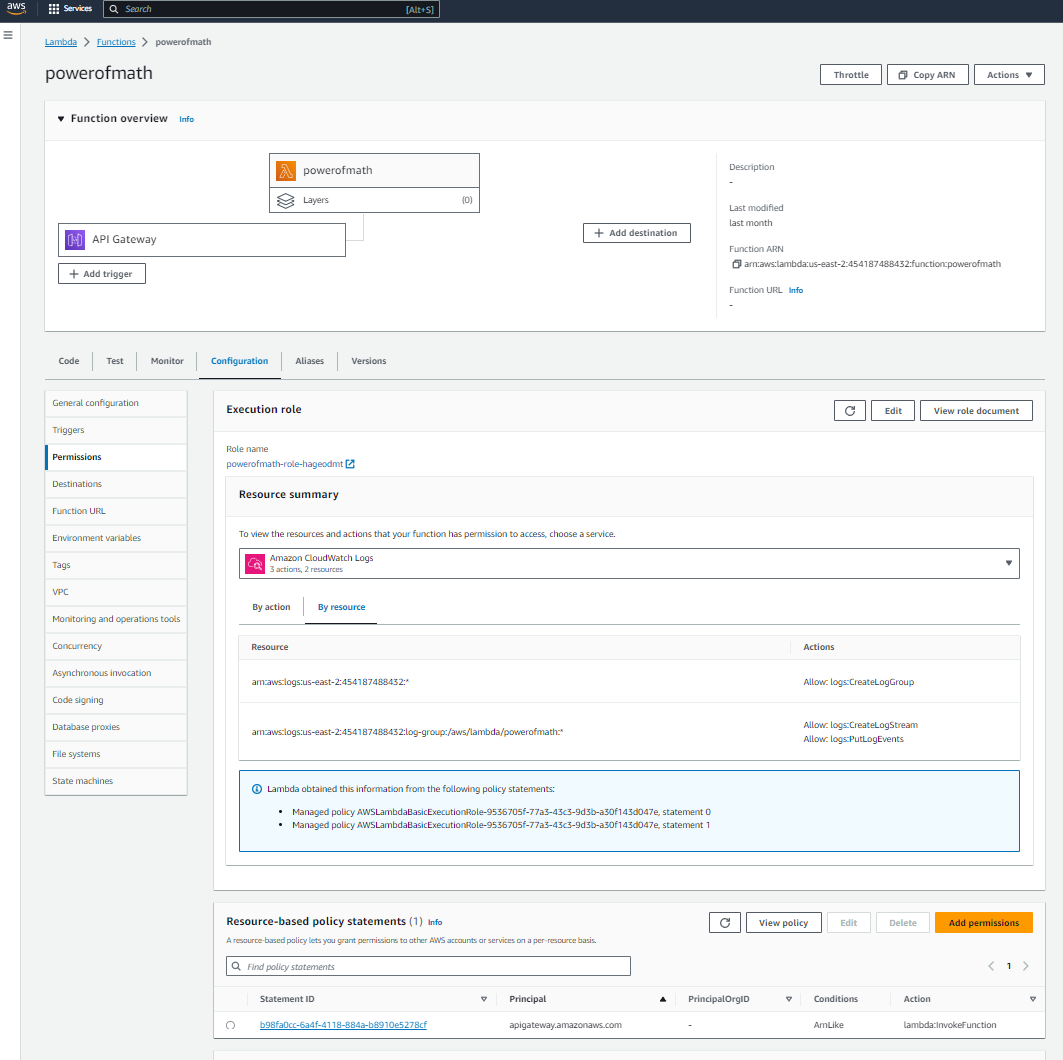 aws
Services
Search
[Alt+S]
Lambda
Functions
powerofmath
powerofmath
Throttle
Copy ARN
Actions
Function overview Info
powerofmath
Layers (0)
API Gateway
+ Add trigger
+ Add destination
Description
-
Last modified
last month
Function ARN
arn:aws:lambda:us-east-2:454187488432:function:powerofmath
Function URL Info
-
Code
Test
Monitor
Configuration
Aliases
Versions
General configuration
Triggers
Permissions
Destinations
Function URL
Environment variables
Tags
VPC
Monitoring and operations tools
Concurrency
Asynchronous invocation
Code signing
Database proxies
File systems
State machines
Execution role
Edit
View role document
Role name
powerofmath-role-hageodmt
Resource summary
To view the resources and actions that your function has permission to access, choose a service.
Amazon CloudWatch Logs
3 actions, 2 resources
By action
By resource
Resource Actions
arn:aws:logs:us-east-2:454187488432:* Allow: logs:CreateLogGroup
arn:aws:logs:us-east-2:454187488432:log-group:/aws/lambda/powerofmath:*
Allow: logs:CreateLogStream
Allow: logs:PutLogEvents
Lambda obtained this information from the following policy statements:
• Managed policy AWSLambdaBasicExecutionRole-9536705f-77a3-43c3-9d3b-a30f143d047e, statement 0
• Managed policy AWSLambdaBasicExecutionRole-9536705f-77a3-43c3-9d3b-a30f143d047e, statement 1
Resource-based policy statements (1) Info
View policy
Edit
Delete
Add permissions
A resource-based policy lets you grant permissions to other AWS accounts or services on a per-resource basis.
Find policy statements
1
Statement ID Principal PrincipalOrgID Conditions Action
b98fa0cc-6a4f-4118-884a-b8910e5278cf apigateway.amazonaws.com - ArnLike lambda:InvokeFunction